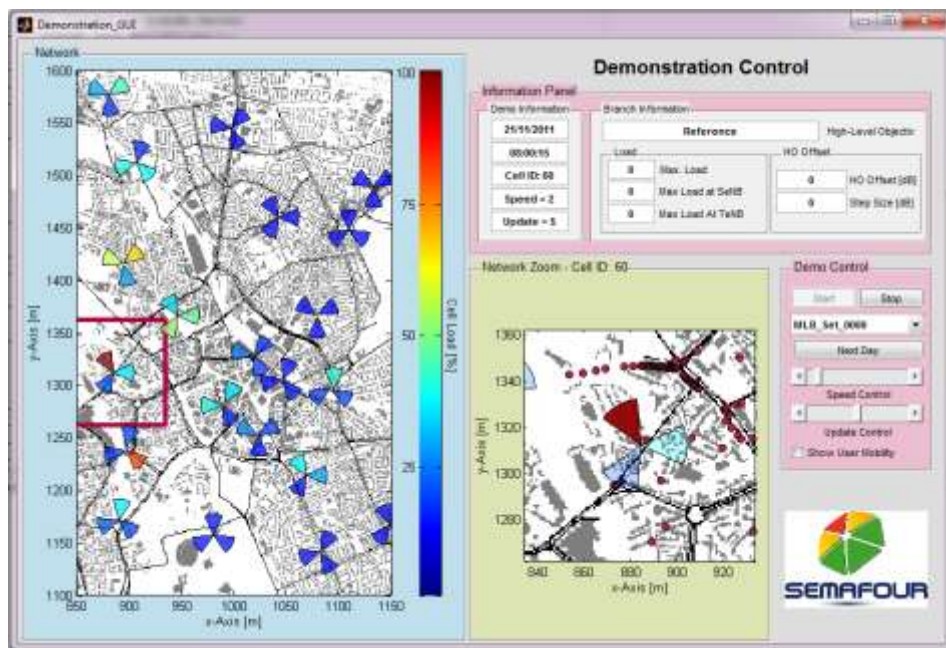 Demonstration_GUI
Network
1600
1550
1500
1450
1400
1350
1300
1250
1200
1150
1100
850 900 950 1000 1050 1100 1150
x-Axis [m]
y-Axis [m]
100
75
50
25
Cell Load [%]
Demonstration Control
Information Panel
Demo Information
21/11/2011
08:00:15
Cell ID: 60
Speed = 2
Update = 5
Branch Information
Reference
High-Level Objects
Load
0 Max. Load
0 Max Load at SeNB
0 Max Load At TeNB
HO Offset
0 HO Offset [dB]
0 Step Size [dB]
Network Zoom - Cell ID: 60
1360
1340
1320
1300
1280
840 860 880 900 920
x-Axis [m]
y-Axis [m]
Demo Control
Start Stop
MLB_Set_0000
Next Day
Speed Control
Update Control
Show User Mobility
SEMAFOUR